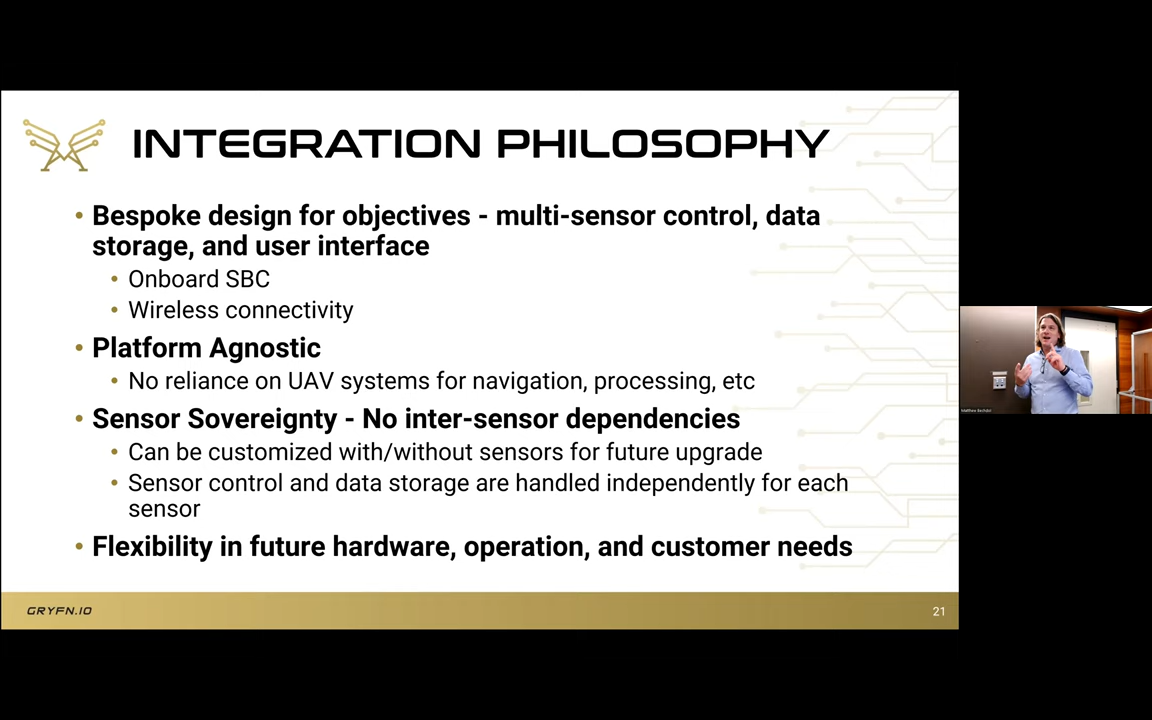 INTEGRATION PHILOSOPHY
• Bespoke design for objectives - multi-sensor control, data
storage, and user interface
• Onboard SBC
• Wireless connectivity
• Platform Agnostic
• No reliance on UAV systems for navigation, processing, etc
• Sensor Sovereignty - No inter-sensor dependencies
• Can be customized with/without sensors for future upgrade
• Sensor control and data storage are handled independently for each
sensor
• Flexibility in future hardware, operation, and customer needs
GRYFN.IO
21